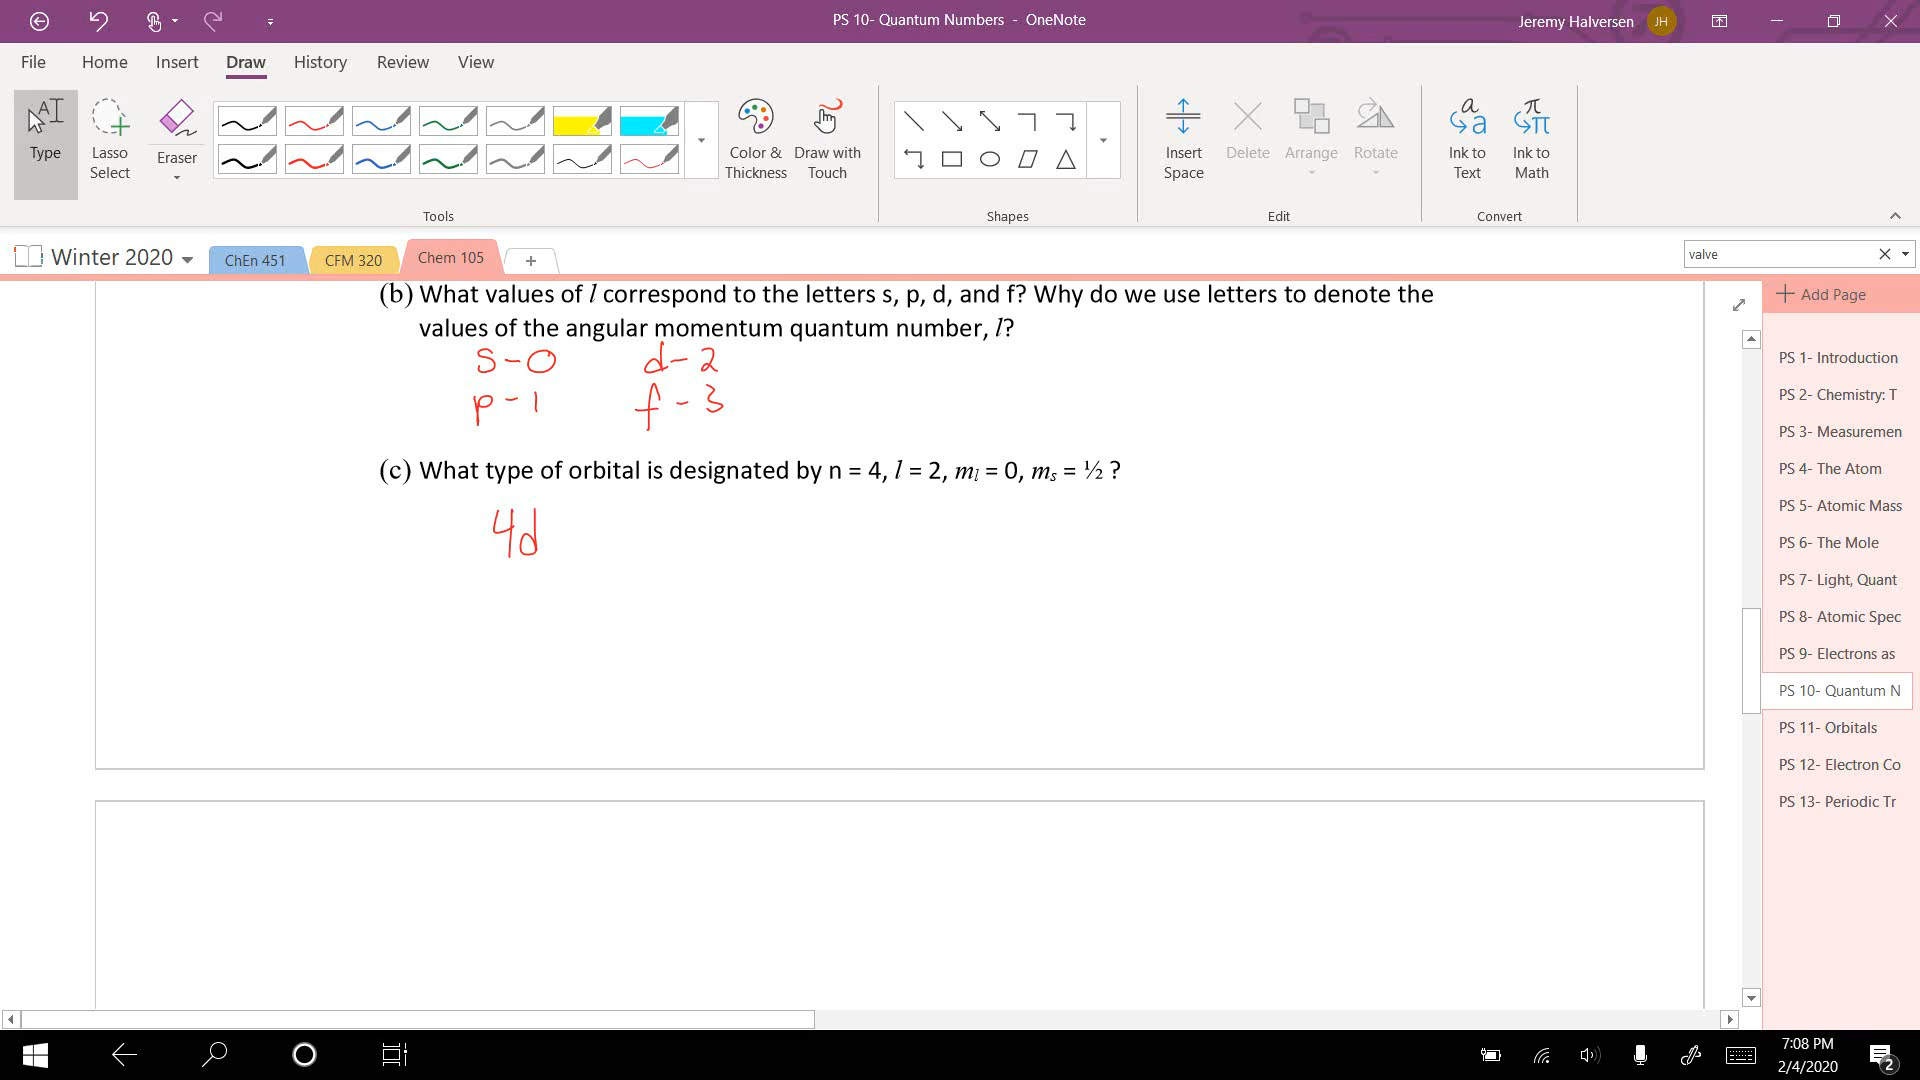 PS 10- Quantum Numbers - OneNote
Jeremy Halversen
JH
File Home Insert Draw History Review View
Type
Lasso Select
Eraser
Color & Thickness
Draw with Touch
Insert Space
Delete
Arrange
Rotate
Ink to Text
Ink to Math
Tools
Shapes
Edit
Convert
Winter 2020
ChEn 451
CFM 320
Chem 105
+
valve
(b) What values of l correspond to the letters s, p, d, and f? Why do we use letters to denote the
values of the angular momentum quantum number, l?
s - 0 d - 2
p - 1 f - 3
(c) What type of orbital is designated by n = 4, l = 2, mₗ = 0, mₛ = ½ ?
4d
Add Page
PS 1- Introduction
PS 2- Chemistry: T
PS 3- Measuremen
PS 4- The Atom
PS 5- Atomic Mass
PS 6- The Mole
PS 7- Light, Quant
PS 8- Atomic Spec
PS 9- Electrons as
PS 10- Quantum N
PS 11- Orbitals
PS 12- Electron Co
PS 13- Periodic Tr
7:08 PM
2/4/2020
2